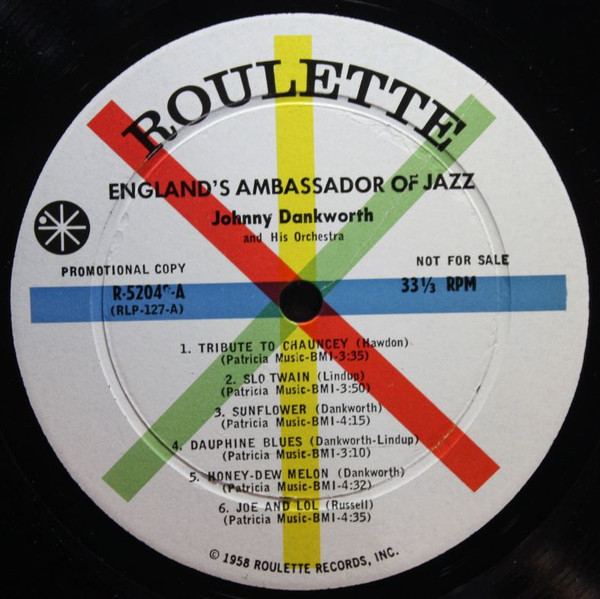 ROULETTE
ENGLAND'S AMBASSADOR OF JAZZ
Johnny Dankworth
and His Orchestra
PROMOTIONAL COPY
NOT FOR SALE
33⅓ RPM
(RLP-127-A)
1. TRIBUTE TO CHAUNCEY (Hawdon)
(Patricia Music-BMI-3:35)
2. SLO TWAIN (Lindup)
(Patricia Music-BMI-3:50)
3. SUNFLOWER (Dankworth)
(Patricia Music-BMI-4:15)
4. DAUPHINE BLUES (Dankworth-Lindup)
(Patricia Music-BMI-3:10)
5. HONEY-DEW MELON (Dankworth)
(Patricia Music-BMI-4:32)
6. JOE AND LOL (Russell)
(Patricia Music-BMI-4:35)
© 1958 ROULETTE RECORDS, INC.